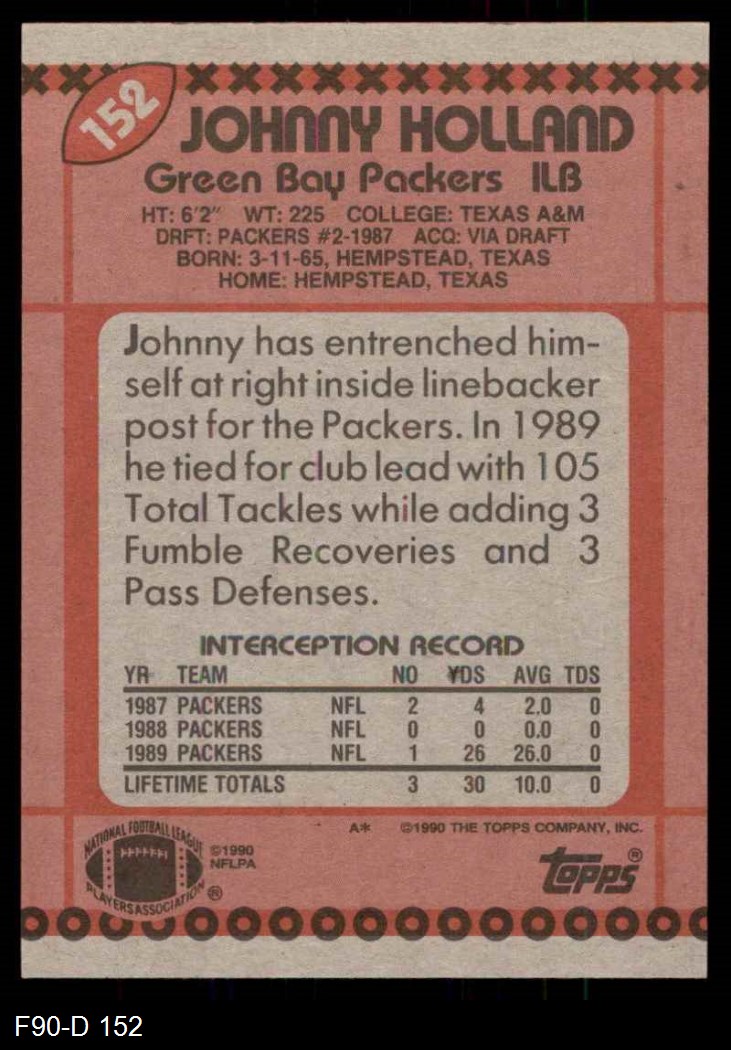 152
JOHNNY HOLLAND
Green Bay Packers ILB
HT: 6'2" WT: 225 COLLEGE: TEXAS A&M
DRFT: PACKERS #2-1987 ACQ: VIA DRAFT
BORN: 3-11-65, HEMPSTEAD, TEXAS
HOME: HEMPSTEAD, TEXAS
Johnny has entrenched him-
self at right inside linebacker
post for the Packers. In 1989
he tied for club lead with 105
Total Tackles while adding 3
Fumble Recoveries and 3
Pass Defenses.
INTERCEPTION RECORD
YR TEAM NO YDS AVG TDS
1987 PACKERS NFL 2 4 2.0 0
1988 PACKERS NFL 0 0 0.0 0
1989 PACKERS NFL 1 26 26.0 0
LIFETIME TOTALS 3 30 10.0 0
A* ©1990 THE TOPPS COMPANY, INC.
NATIONAL FOOTBALL LEAGUE
PLAYERS ASSOCIATION ®
©1990
NFLPA
topps®
F90-D 152